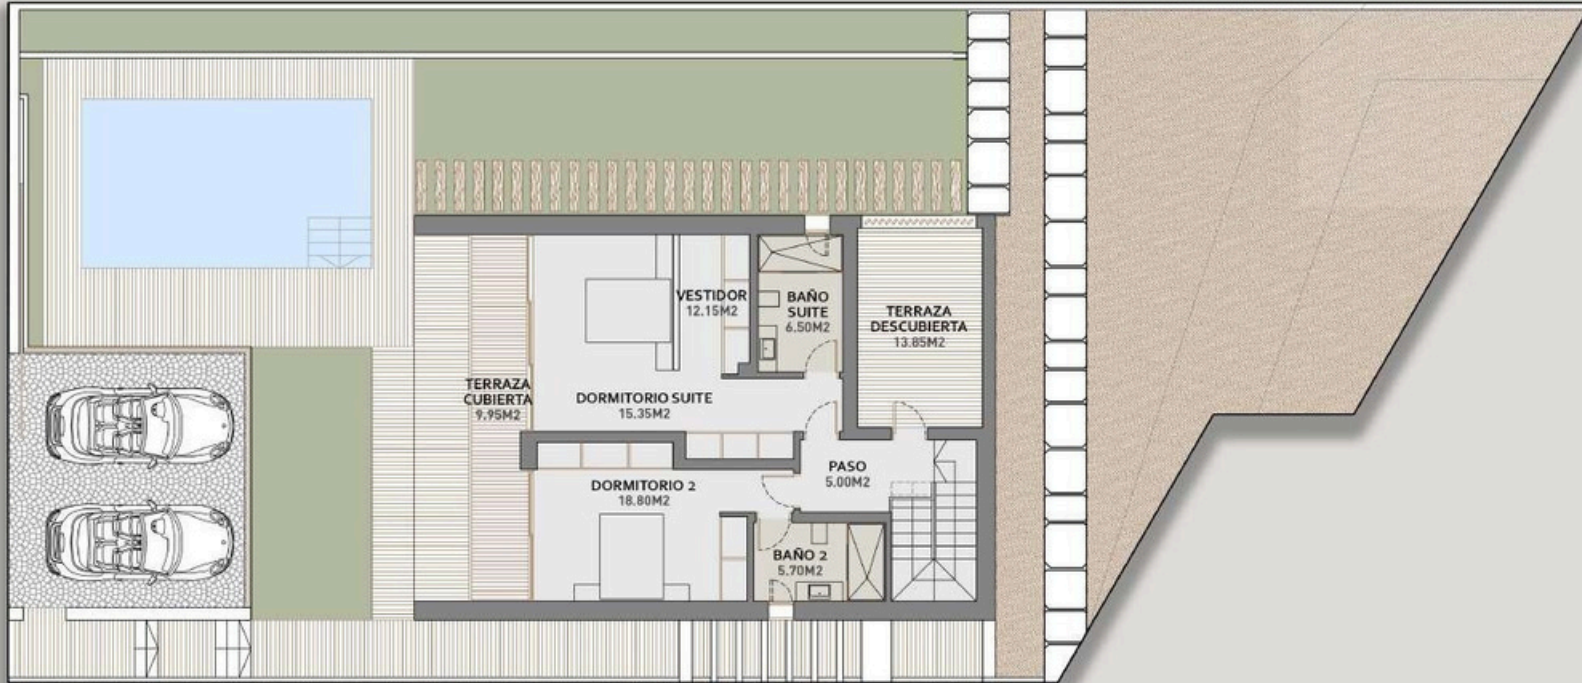 VESTIDOR
12.15M2
BAÑO
SUITE
6.50M2
TERRAZA
DESCUBIERTA
13.85M2
TERRAZA
CUBIERTA
9.95M2
DORMITORIO SUITE
15.35M2
PASO
5.00M2
DORMITORIO 2
18.80M2
BAÑO 2
5.70M2